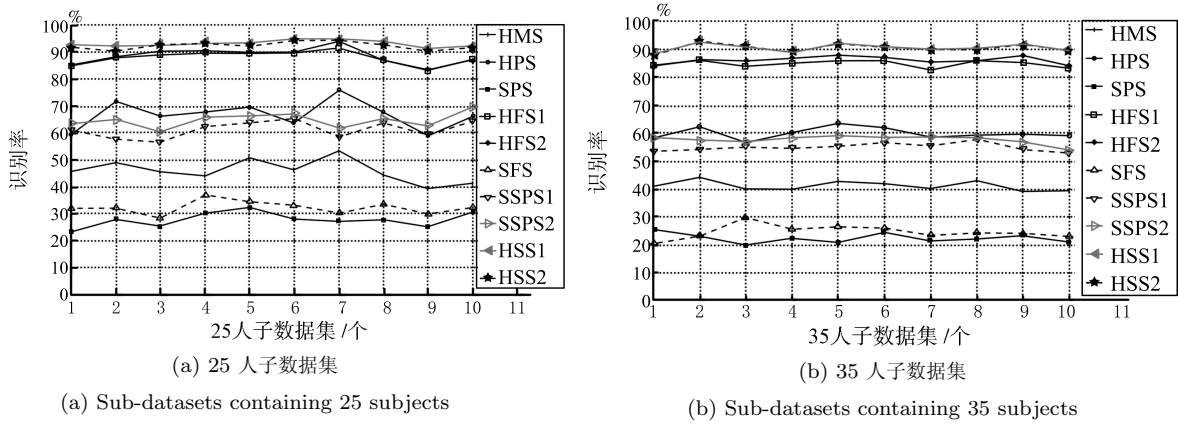 %
100
90
80
70
60
50
40
30
20
10
0
识别率
1 2 3 4 5 6 7 8 9 10 11
25人子数据集 /个
HMS
HPS
SPS
HFS1
HFS2
SFS
SSPS1
SSPS2
HSS1
HSS2
(a) 25 人子数据集
(a) Sub-datasets containing 25 subjects
%
100
90
80
70
60
50
40
30
20
10
0
识别率
1 2 3 4 5 6 7 8 9 10 11
35人子数据集 /个
HMS
HPS
SPS
HFS1
HFS2
SFS
SSPS1
SSPS2
HSS1
HSS2
(b) 35 人子数据集
(b) Sub-datasets containing 35 subjects